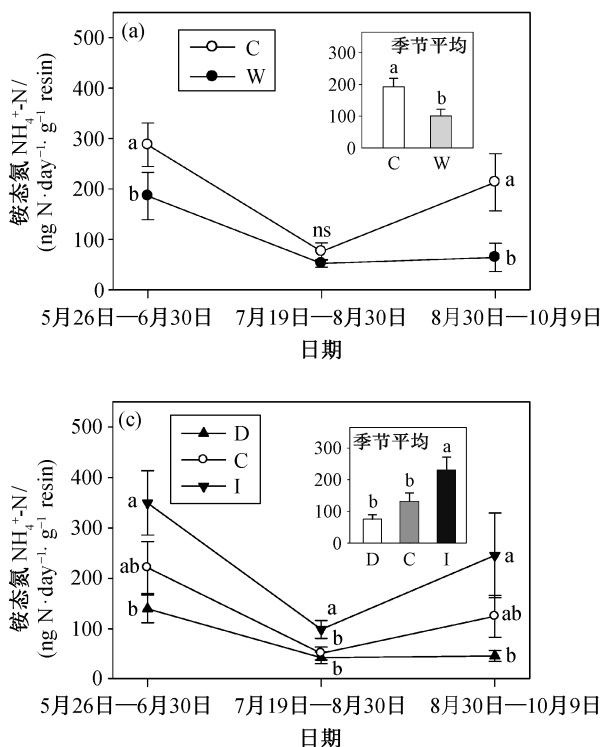 (a)
C
W
季节平均
300
200
100
0
a
b
C W
500
400
300
200
100
0
铵态氮 NH₄⁺-N/
(ng N·day⁻¹· g⁻¹ resin)
a
b
ns
a
b
5月26日—6月30日 7月19日—8月30日 8月30日—10月9日
日期
(c)
D
C
I
季节平均
300
200
100
0
b b a
D C I
500
400
300
200
100
0
铵态氮 NH₄⁺-N/
(ng N·day⁻¹· g⁻¹ resin)
a
ab
b
a
b
b
a
ab
b
5月26日—6月30日 7月19日—8月30日 8月30日—10月9日
日期